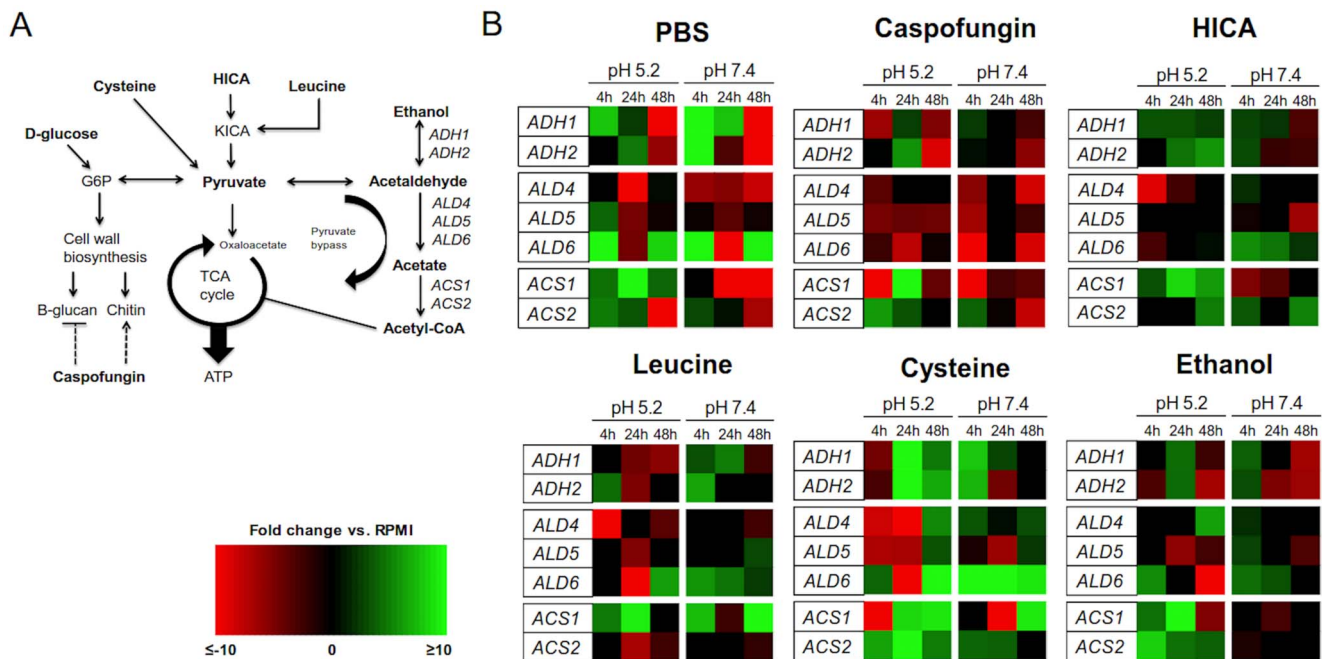 A
HICA
Cysteine
Leucine
Ethanol
KICA
ADH1
ADH2
D-glucose
G6P
Pyruvate
Acetaldehyde
ALD4
ALD5
ALD6
Oxaloacetate
Pyruvate
bypass
Cell wall
biosynthesis
TCA
cycle
Acetate
ACS1
ACS2
B-glucan
Chitin
Acetyl-CoA
Caspofungin
ATP
Fold change vs. RPMI
≤-10 0 ≥10
B
PBS
pH 5.2 pH 7.4
4h 24h 48h 4h 24h 48h
ADH1
ADH2
ALD4
ALD5
ALD6
ACS1
ACS2
Caspofungin
pH 5.2 pH 7.4
4h 24h 48h 4h 24h 48h
ADH1
ADH2
ALD4
ALD5
ALD6
ACS1
ACS2
HICA
pH 5.2 pH 7.4
4h 24h 48h 4h 24h 48h
ADH1
ADH2
ALD4
ALD5
ALD6
ACS1
ACS2
Leucine
pH 5.2 pH 7.4
4h 24h 48h 4h 24h 48h
ADH1
ADH2
ALD4
ALD5
ALD6
ACS1
ACS2
Cysteine
pH 5.2 pH 7.4
4h 24h 48h 4h 24h 48h
ADH1
ADH2
ALD4
ALD5
ALD6
ACS1
ACS2
Ethanol
pH 5.2 pH 7.4
4h 24h 48h 4h 24h 48h
ADH1
ADH2
ALD4
ALD5
ALD6
ACS1
ACS2